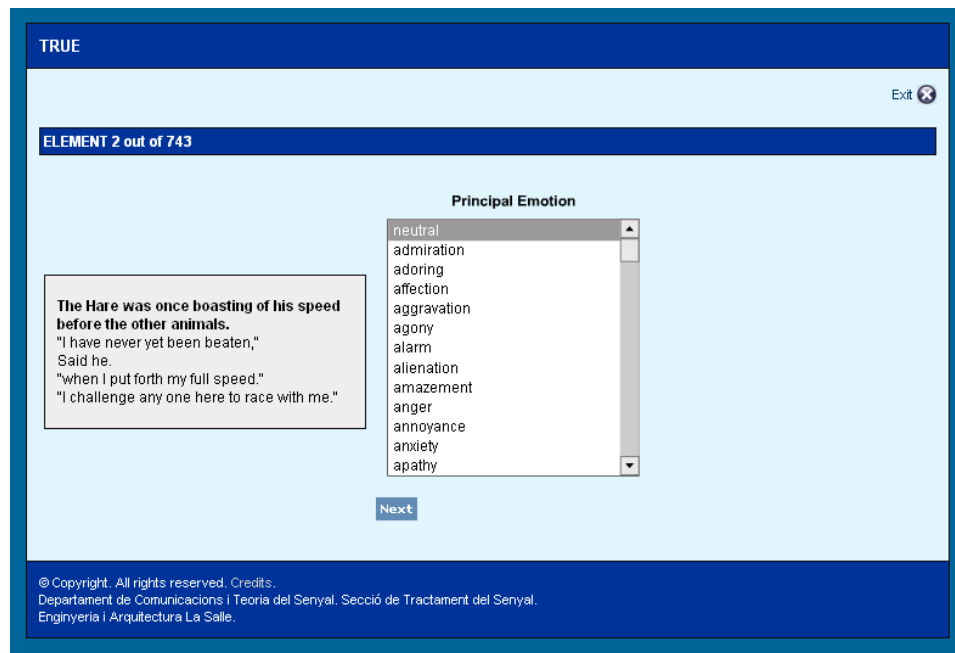 TRUE
Exit
ELEMENT 2 out of 743
Principal Emotion
neutral
admiration
adoring
affection
aggravation
agony
alarm
alienation
amazement
anger
annoyance
anxiety
apathy
The Hare was once boasting of his speed
before the other animals.
"I have never yet been beaten,"
Said he.
"when I put forth my full speed."
"I challenge any one here to race with me."
Next
© Copyright. All rights reserved. Credits.
Departament de Comunicacions i Teoria del Senyal. Secció de Tractament del Senyal.
Enginyeria i Arquitectura La Salle.